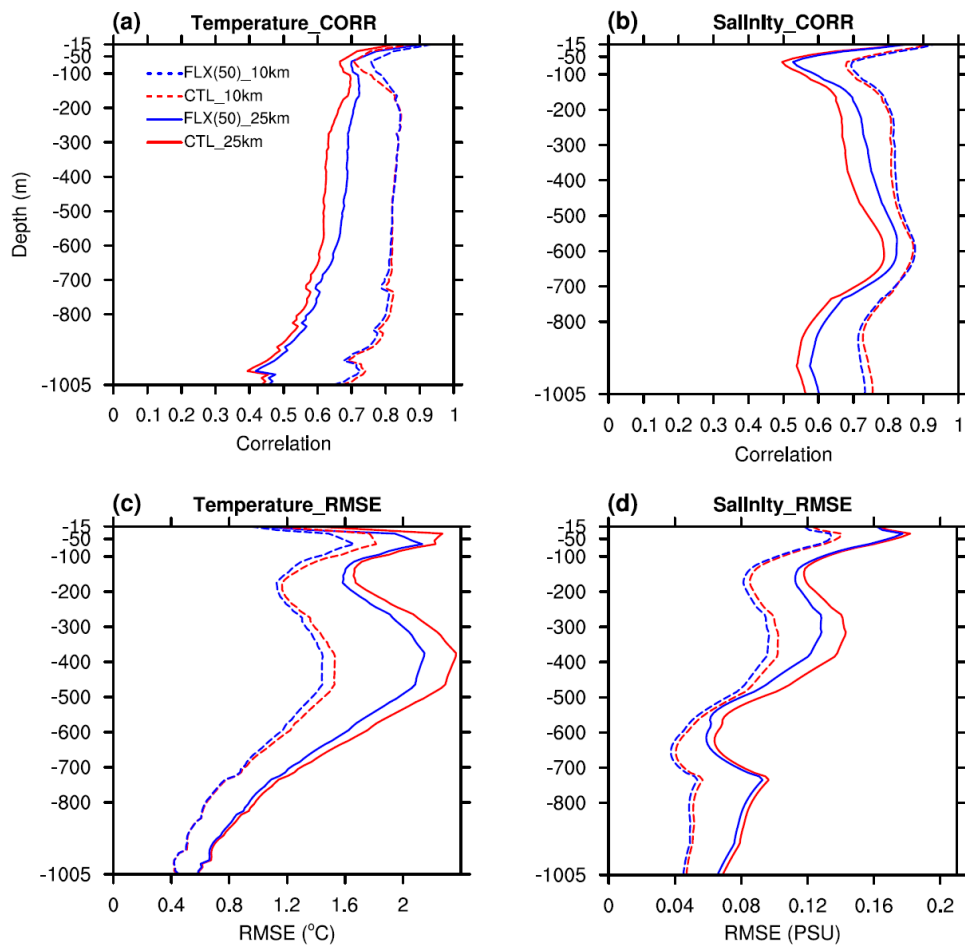 (a) Temperature_CORR
-15
-50
-100
-200
-300
-400
-500
-600
-700
-800
-1005
Depth (m)
FLX(50)_10km
CTL_10km
FLX(50)_25km
CTL_25km
0 0.1 0.2 0.3 0.4 0.5 0.6 0.7 0.8 0.9 1
Correlation
(b) SalInIty_CORR
-15
-50
-100
-200
-300
-400
-500
-600
-700
-800
-1005
0 0.1 0.2 0.3 0.4 0.5 0.6 0.7 0.8 0.9 1
Correlation
(c) Temperature_RMSE
-15
-50
-100
-200
-300
-400
-500
-600
-700
-800
-1005
0 0.4 0.8 1.2 1.6 2
RMSE (°C)
(d) SalInIty_RMSE
-15
-50
-100
-200
-300
-400
-500
-600
-700
-800
-1005
0 0.04 0.08 0.12 0.16 0.2
RMSE (PSU)